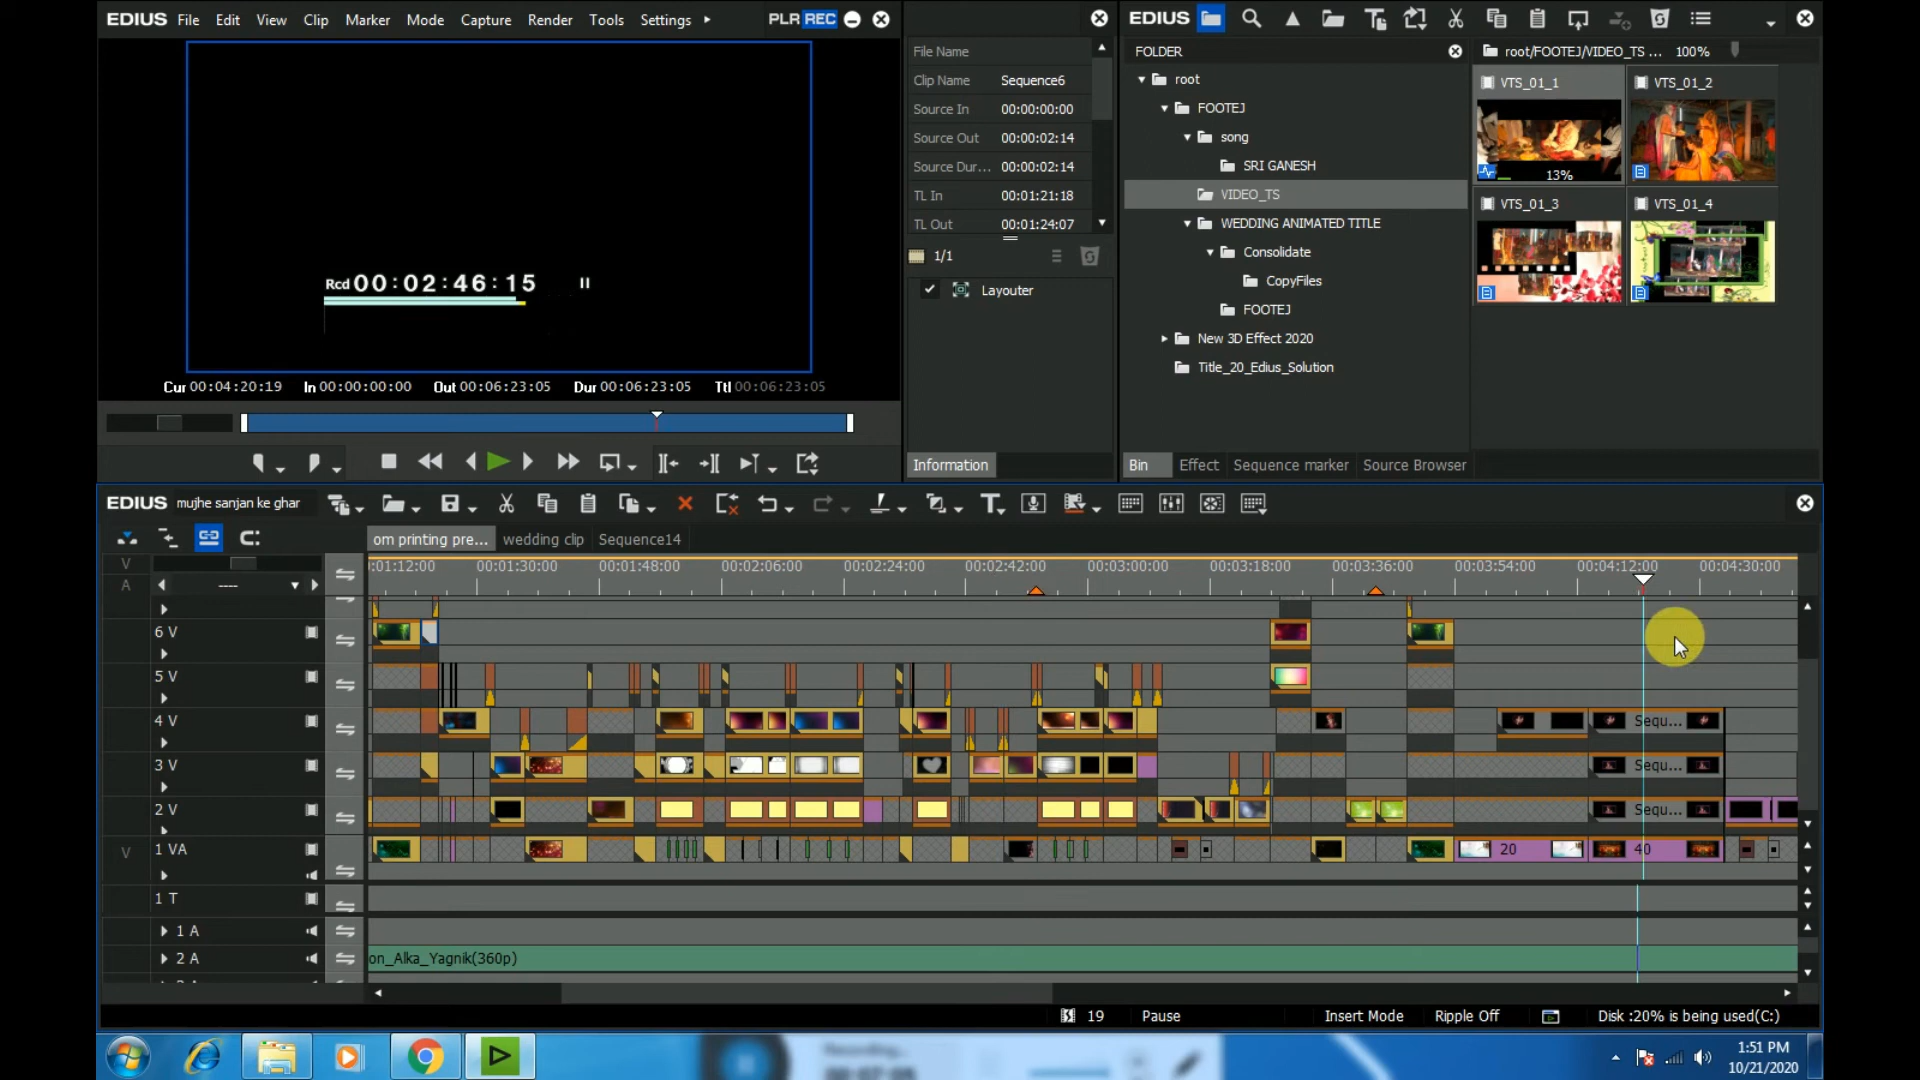 EDIUS File Edit View Clip Marker Mode Capture Render Tools Settings PLR REC
Rcd 00:02:46:15
Cur 00:04:20:19 In 00:00:00:00 Out 00:06:23:05 Dur 00:06:23:05 Ttl 00:06:23:05
File Name
Clip Name Sequence6
Source In 00:00:00:00
Source Out 00:00:02:14
Source Dur... 00:00:02:14
TL In 00:01:21:18
TL Out 00:01:24:07
1/1
Layouter
Information
EDIUS
FOLDER
root
FOOTEJ
song
SRI GANESH
VIDEO_TS
WEDDING ANIMATED TITLE
Consolidate
CopyFiles
FOOTEJ
New 3D Effect 2020
Title_20_Edius_Solution
Bin Effect Sequence marker Source Browser
root/FOOTEJ/VIDEO_TS ... 100%
VTS_01_1 VTS_01_2
13%
VTS_01_3 VTS_01_4
EDIUS mujhe sanjan ke ghar
om printing pre... wedding clip Sequence14
V
A ----
:01:12:00 00:01:30:00 00:01:48:00 00:02:06:00 00:02:24:00 00:02:42:00 00:03:00:00 00:03:18:00 00:03:36:00 00:03:54:00 00:04:12:00 00:04:30:00
6 V
5 V
4 V Sequ...
3 V Sequ...
2 V Sequ...
V 1 VA 20 40
1 T
1 A
2 A on_Alka_Yagnik(360p)
19 Pause Insert Mode Ripple Off Disk :20% is being used(C:)
1:51 PM
10/21/2020